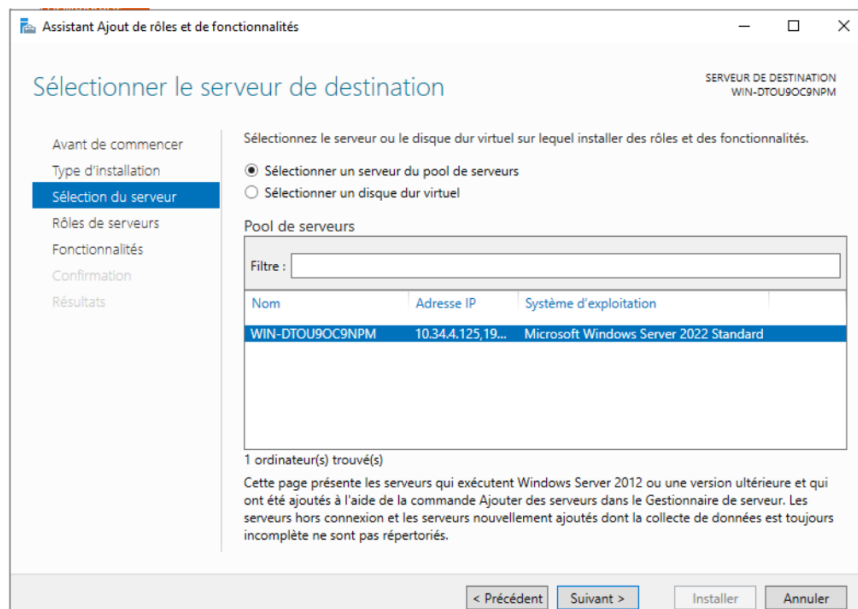 Assistant Ajout de rôles et de fonctionnalités
Sélectionner le serveur de destination
SERVEUR DE DESTINATION
WIN-DTOU9OC9NPM
Avant de commencer
Type d'installation
Sélection du serveur
Rôles de serveurs
Fonctionnalités
Confirmation
Résultats
Sélectionnez le serveur ou le disque dur virtuel sur lequel installer des rôles et des fonctionnalités.
Sélectionner un serveur du pool de serveurs
Sélectionner un disque dur virtuel
Pool de serveurs
Filtre :
Nom Adresse IP Système d'exploitation
WIN-DTOU9OC9NPM 10.34.4.125,19... Microsoft Windows Server 2022 Standard
1 ordinateur(s) trouvé(s)
Cette page présente les serveurs qui exécutent Windows Server 2012 ou une version ultérieure et qui
ont été ajoutés à l'aide de la commande Ajouter des serveurs dans le Gestionnaire de serveur. Les
serveurs hors connexion et les serveurs nouvellement ajoutés dont la collecte de données est toujours
incomplète ne sont pas répertoriés.
< Précédent Suivant > Installer Annuler